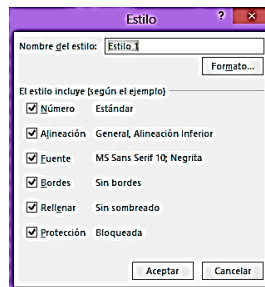 Estilo
Nombre del estilo: Estilo 1
Formato...
El estilo incluye (según el ejemplo)
Número Estándar
Alineación General, Alineación Inferior
Fuente MS Sans Serif 10; Negrita
Bordes Sin bordes
Rellenar Sin sombreado
Protección Bloqueada
Aceptar Cancelar